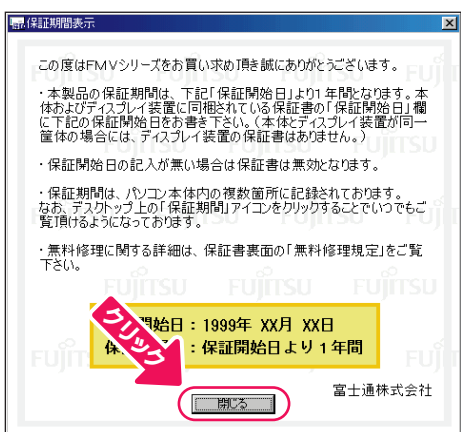 保証期間表示
この度はFMVシリーズをお買い求め頂き誠にありがとうございます。
・本製品の保証期間は、下記「保証開始日」より1年間となります。本
体およびディスプレイ装置に同梱されている保証書の「保証開始日」欄
に下記の保証開始日をお書き下さい。（本体とディスプレイ装置が同一
筐体の場合には、ディスプレイ装置の保証書はありません。）
・保証開始日の記入が無い場合は保証書は無効となります。
・保証期間は、パソコン本体内の複数箇所に記録されております。
なお、デスクトップ上の「保証期間」アイコンをクリックすることでいつでもご
覧頂けるようになっております。
・無料修理に関する詳細は、保証書裏面の「無料修理規定」をご覧
下さい。
開始日：1999年 XX月 XX日
保 ：保証開始日より1年間
クリック
富士通株式会社
閉じる
FUJITSU